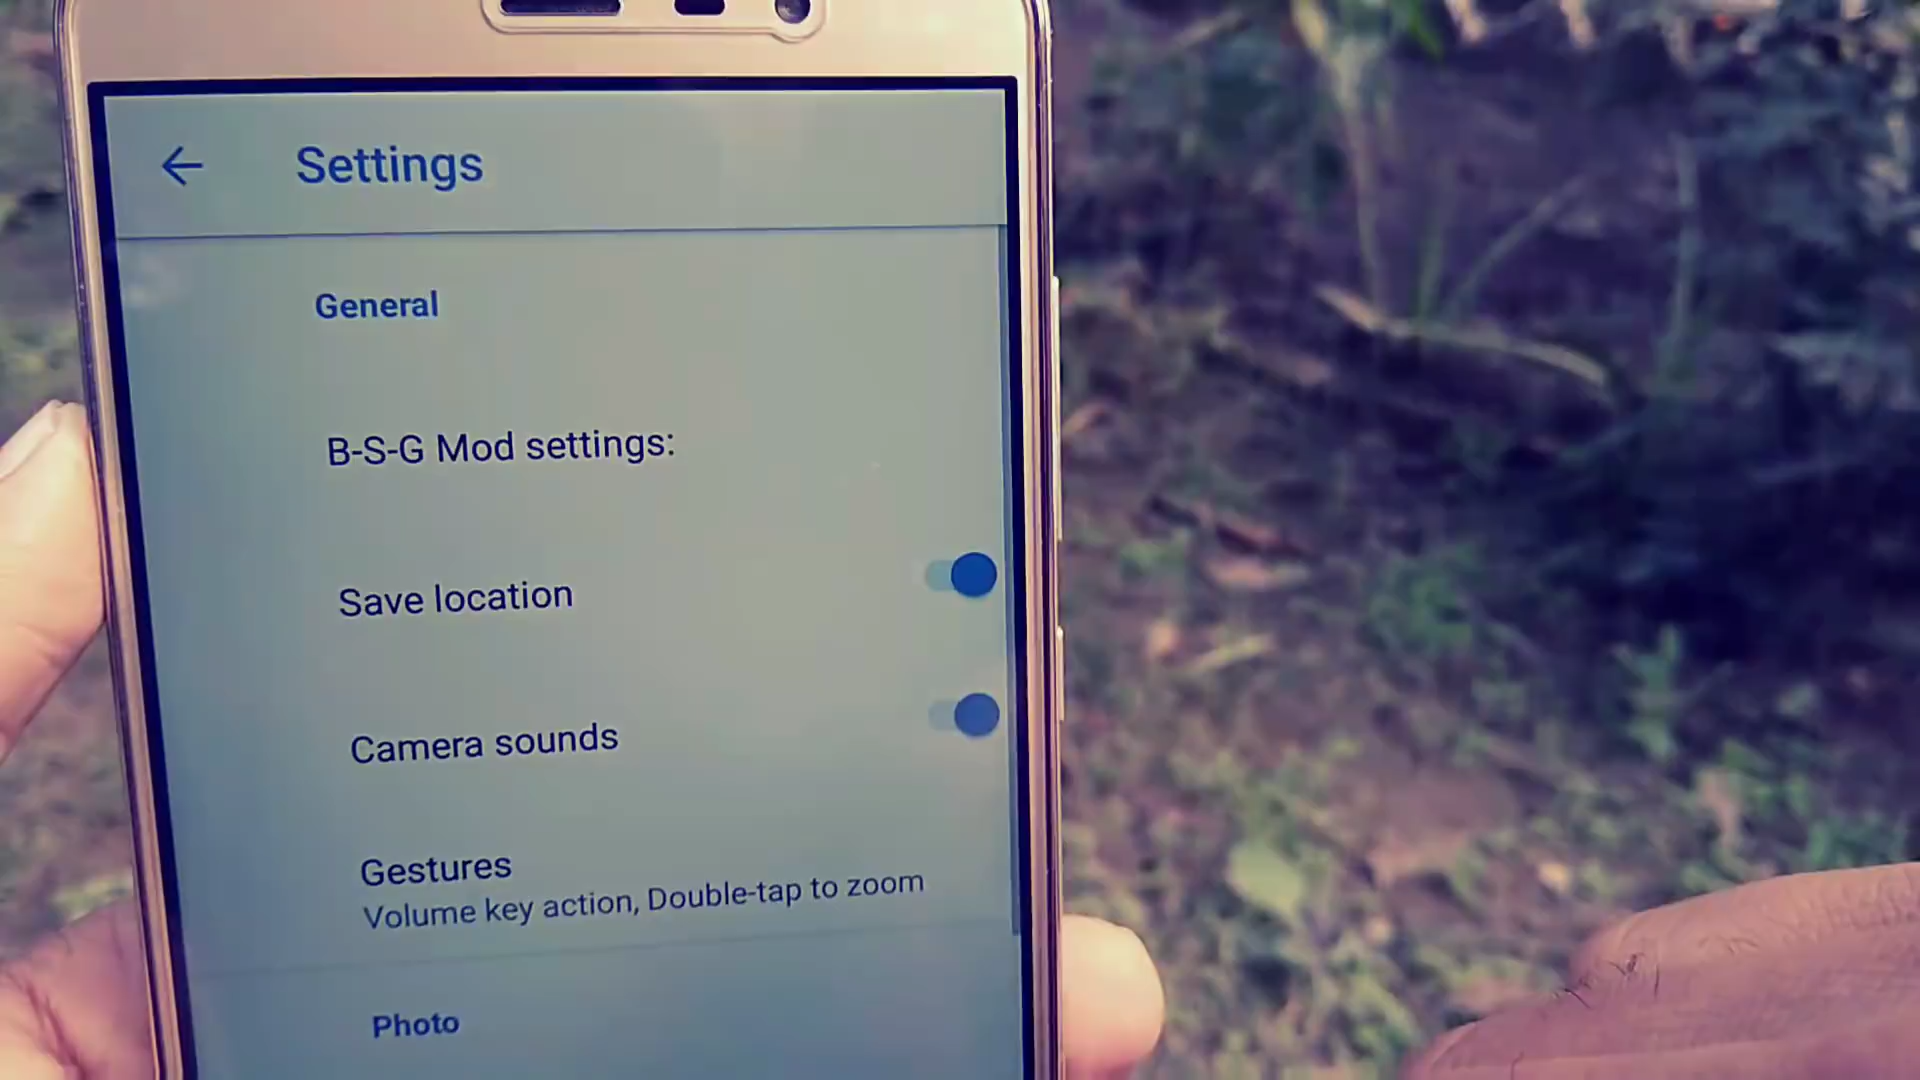 Settings
General
B-S-G Mod settings:
Save location
Camera sounds
Gestures
Volume key action, Double-tap to zoom
Photo